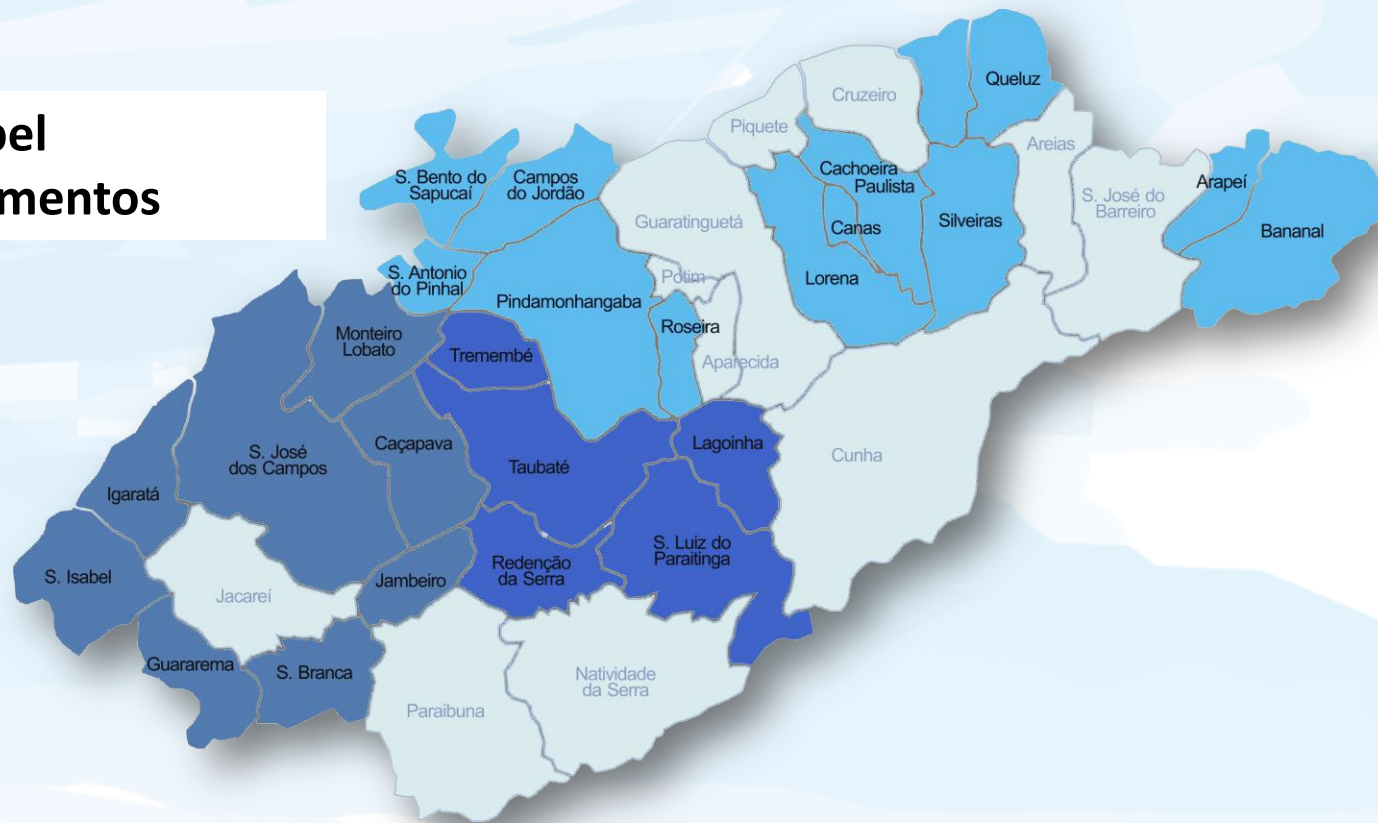 pel
mentos
Queluz
Cruzeiro
Piquete
Areias
Cachoeira
Paulista
S. Bento do
Sapucaí
Campos
do Jordão
Arapeí
S. José do
Barreiro
Guaratinguetá
Canas
Silveiras
Bananal
S. Antonio
do Pinhal
Potim
Lorena
Pindamonhangaba
Roseira
Monteiro
Lobato
Tremembé
Aparecida
Caçapava
Lagoinha
S. José
dos Campos
Taubaté
Cunha
Igaratá
S. Luiz do
Paraitinga
Redenção
da Serra
S. Isabel
Jambeiro
Jacareí
Guararema
S. Branca
Natividade
da Serra
Paraibuna